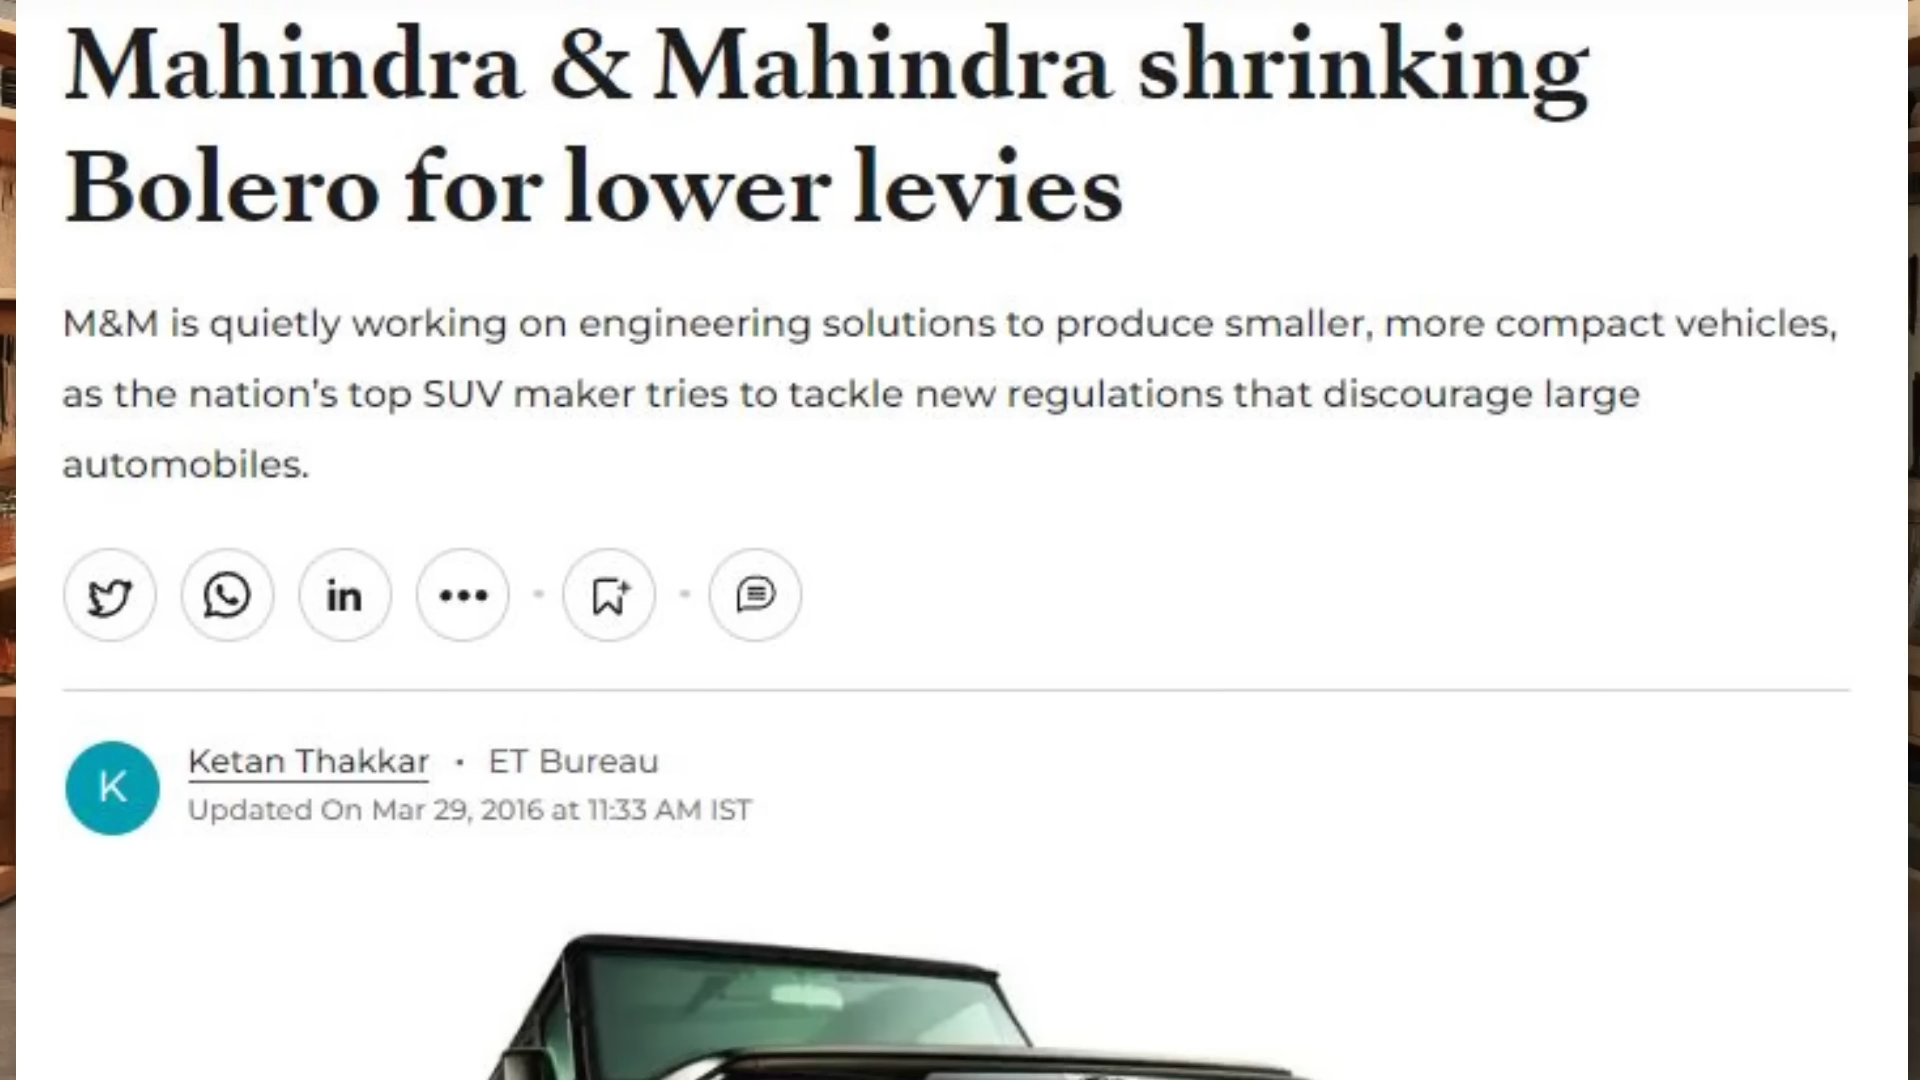 Mahindra & Mahindra shrinking
Bolero for lower levies
M&M is quietly working on engineering solutions to produce smaller, more compact vehicles,
as the nation's top SUV maker tries to tackle new regulations that discourage large
automobiles.
in
K
Ketan Thakkar • ET Bureau
Updated On Mar 29, 2016 at 11:33 AM IST